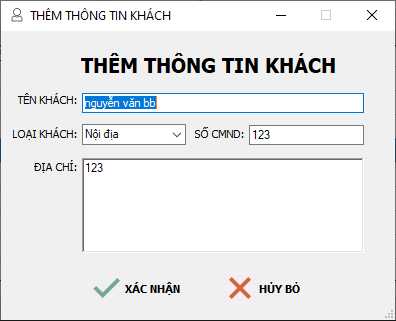 THÊM THÔNG TIN KHÁCH
THÊM THÔNG TIN KHÁCH
TÊN KHÁCH: nguyễn văn bb
LOẠI KHÁCH: Nội địa SỐ CMND: 123
ĐỊA CHỈ: 123
XÁC NHẬN HỦY BỎ